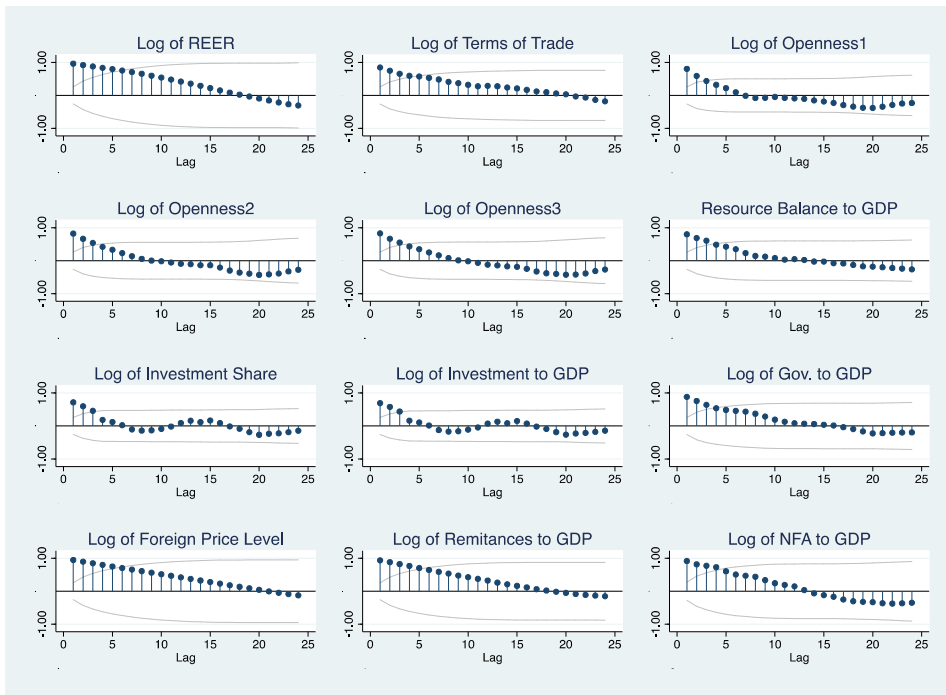 Log of REER
1.00
-1.00
0 5 10 15 20 25
Lag
Log of Terms of Trade
1.00
-1.00
0 5 10 15 20 25
Lag
Log of Openness1
1.00
-1.00
0 5 10 15 20 25
Lag
Log of Openness2
1.00
-1.00
0 5 10 15 20 25
Lag
Log of Openness3
1.00
-1.00
0 5 10 15 20 25
Lag
Resource Balance to GDP
1.00
-1.00
0 5 10 15 20 25
Lag
Log of Investment Share
1.00
-1.00
0 5 10 15 20 25
Lag
Log of Investment to GDP
1.00
-1.00
0 5 10 15 20 25
Lag
Log of Gov. to GDP
1.00
-1.00
0 5 10 15 20 25
Lag
Log of Foreign Price Level
1.00
-1.00
0 5 10 15 20 25
Lag
Log of Remitances to GDP
1.00
-1.00
0 5 10 15 20 25
Lag
Log of NFA to GDP
1.00
-1.00
0 5 10 15 20 25
Lag